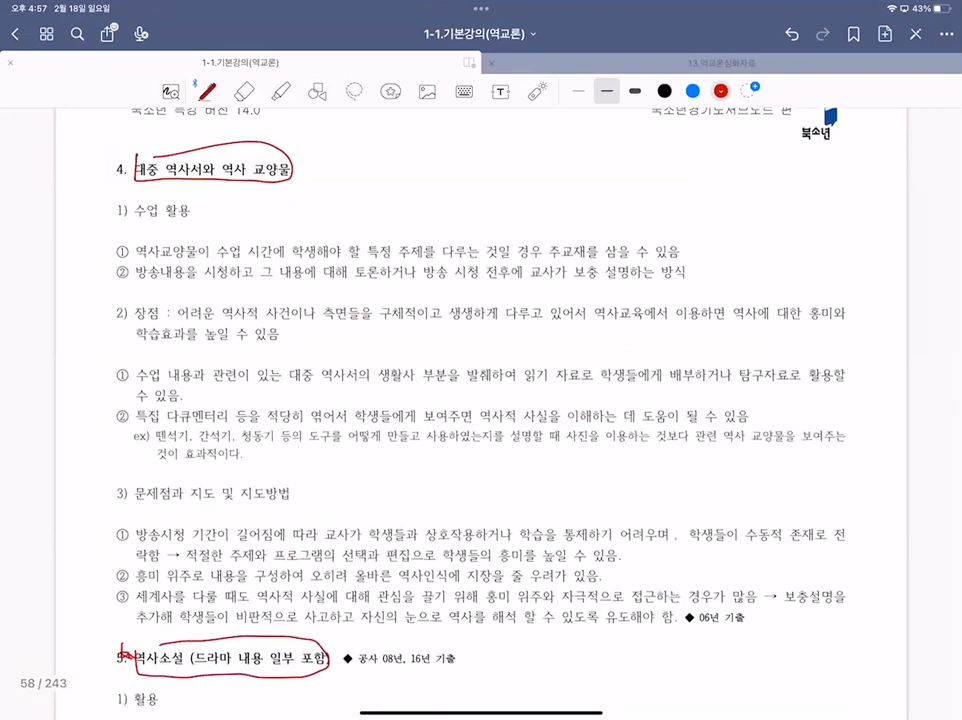 오후 4:57 2월 18일 일요일
43%
1-1.기본강의(역교론)
1-1.기본강의(역교론)
13.역교론심화자료
북소년 특강 버전 14.0
북소년경기도서브노트 편
북소년
4. 대중 역사서와 역사 교양물
1) 수업 활용
① 역사교양물이 수업 시간에 학생해야 할 특정 주제를 다루는 것일 경우 주교재를 삼을 수 있음
② 방송내용을 시청하고 그 내용에 대해 토론하거나 방송 시청 전후에 교사가 보충 설명하는 방식
2) 장점 : 어려운 역사적 사건이나 측면들을 구체적이고 생생하게 다루고 있어서 역사교육에서 이용하면 역사에 대한 흥미와
학습효과를 높일 수 있음
① 수업 내용과 관련이 있는 대중 역사서의 생활사 부분을 발췌하여 읽기 자료로 학생들에게 배부하거나 탐구자료로 활용할
수 있음.
② 특집 다큐멘터리 등을 적당히 엮어서 학생들에게 보여주면 역사적 사실을 이해하는 데 도움이 될 수 있음
ex) 뗀석기, 간석기, 청동기 등의 도구를 어떻게 만들고 사용하였는지를 설명할 때 사진을 이용하는 것보다 관련 역사 교양물을 보여주는
것이 효과적이다.
3) 문제점과 지도 및 지도방법
① 방송시청 기간이 길어짐에 따라 교사가 학생들과 상호작용하거나 학습을 통제하기 어려우며, 학생들이 수동적 존재로 전
락함 → 적절한 주제와 프로그램의 선택과 편집으로 학생들의 흥미를 높일 수 있음.
② 흥미 위주로 내용을 구성하여 오히려 올바른 역사인식에 지장을 줄 우려가 있음.
③ 세계사를 다룰 때도 역사적 사실에 대해 관심을 끌기 위해 흥미 위주와 자극적으로 접근하는 경우가 많음 → 보충설명을
추가해 학생들이 비판적으로 사고하고 자신의 눈으로 역사를 해석 할 수 있도록 유도해야 함. ◆ 06년 기출
5. 역사소설 (드라마 내용 일부 포함) ◆ 공사 08년, 16년 기출
58 / 243
1) 활용